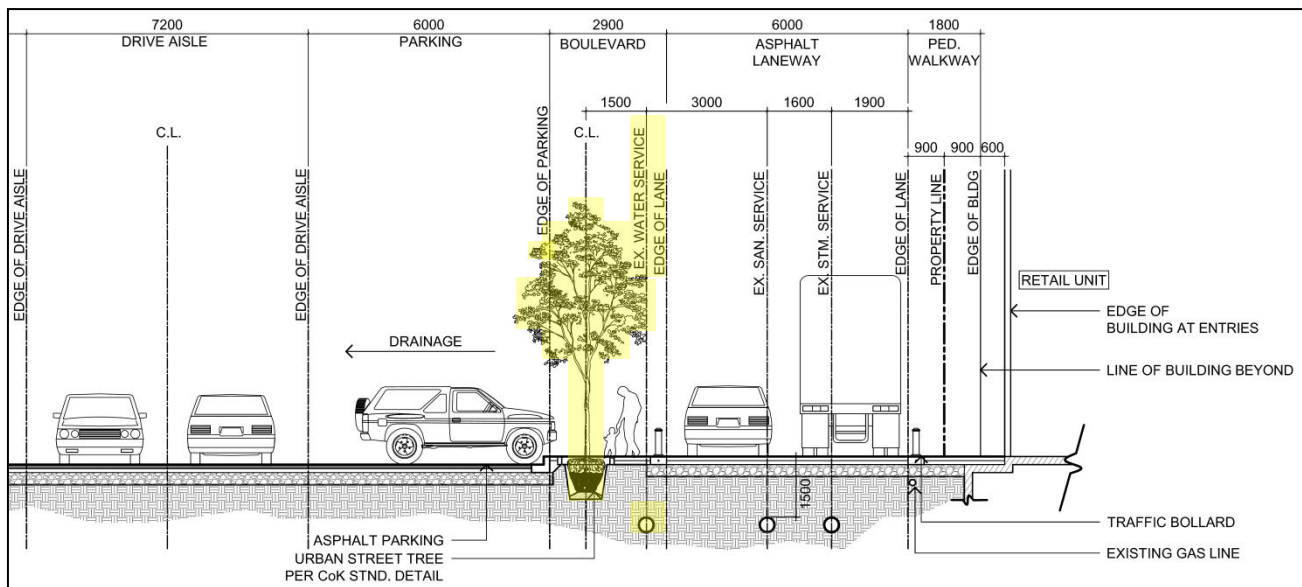 7200
6000
2900
6000
1800
DRIVE AISLE
PARKING
BOULEVARD
ASPHALT
LANEWAY
PED.
WALKWAY
1500
3000
1600
1900
C.L.
C.L.
900
900
600
EDGE OF DRIVE AISLE
EDGE OF DRIVE AISLE
EDGE OF PARKING
EX. WATER SERVICE
EDGE OF LANE
EX. SAN. SERVICE
EX. STM. SERVICE
EDGE OF LANE
PROPERTY LINE
EDGE OF BLDG
RETAIL UNIT
EDGE OF
BUILDING AT ENTRIES
DRAINAGE
LINE OF BUILDING BEYOND
1500
TRAFFIC BOLLARD
ASPHALT PARKING
URBAN STREET TREE
PER CoK STND. DETAIL
EXISTING GAS LINE